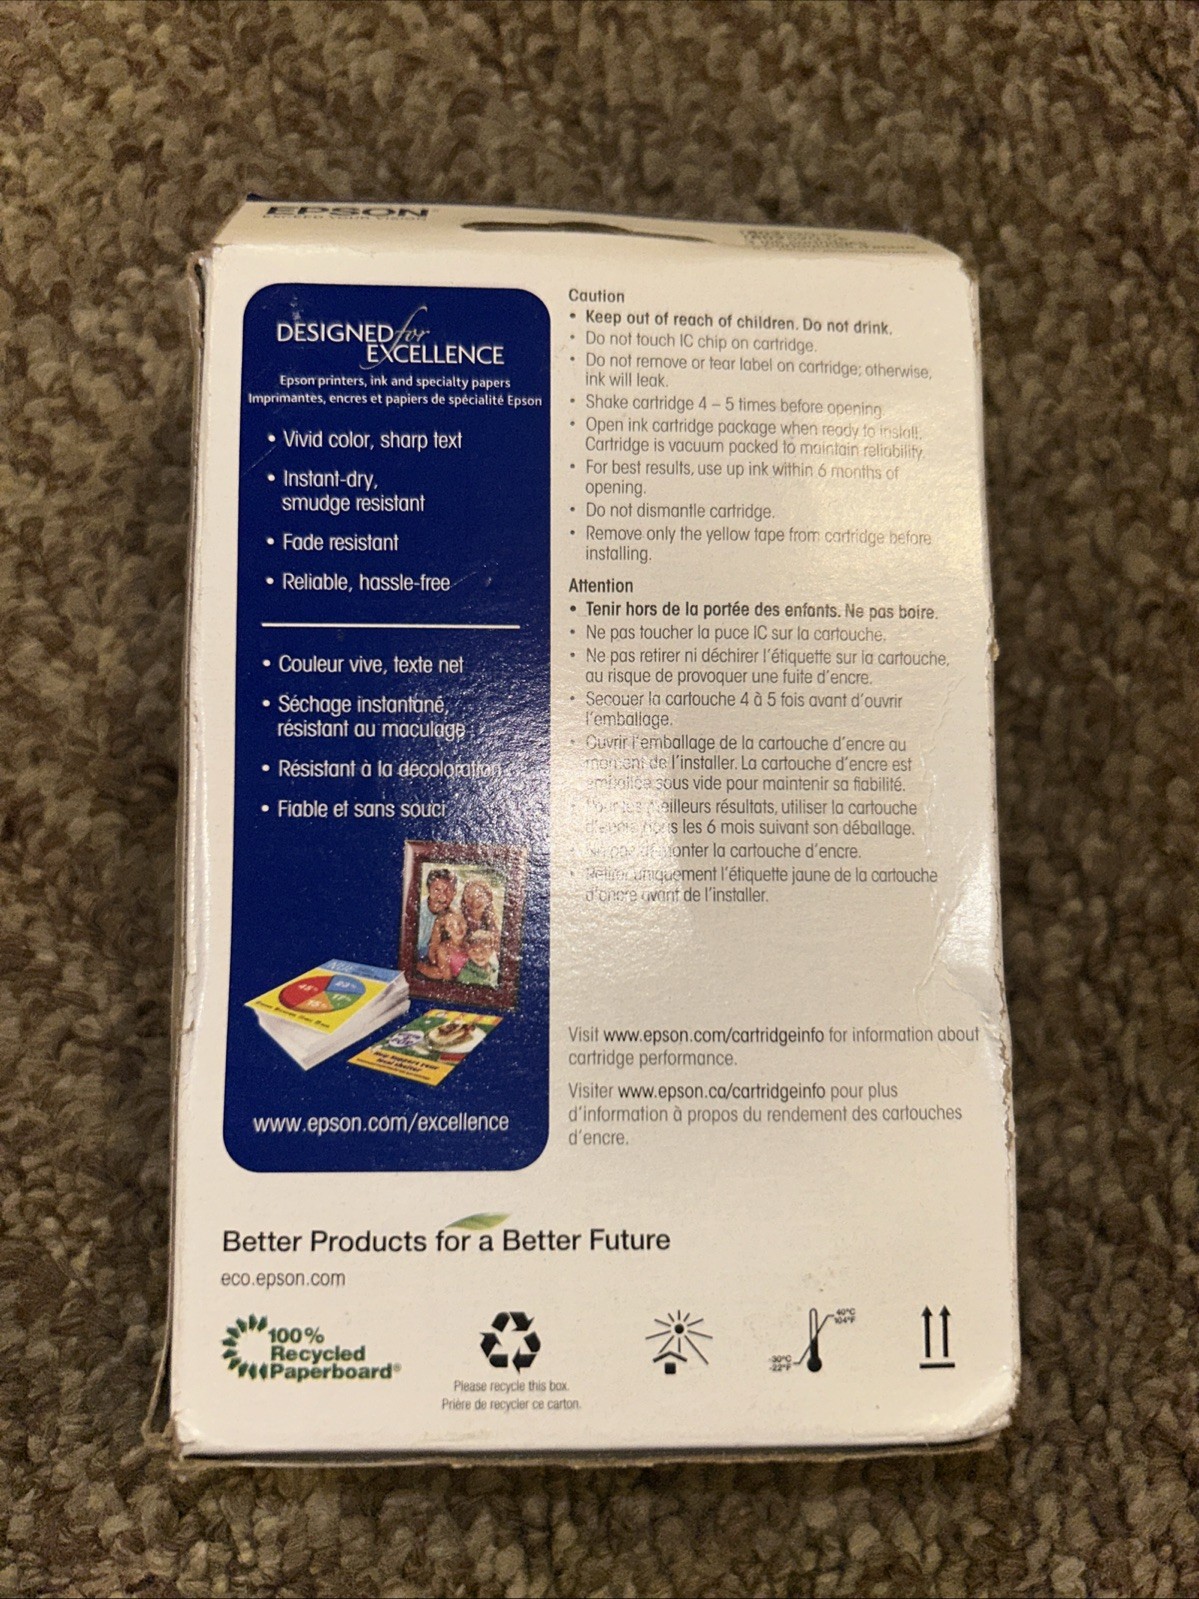 EPSON
EXCEED YOUR VISION
DESIGNED for
EXCELLENCE
Epson printers, ink and specialty papers
Imprimantes, encres et papiers de spécialité Epson
• Vivid color, sharp text
• Instant-dry,
smudge resistant
• Fade resistant
• Reliable, hassle-free
• Couleur vive, texte net
• Séchage instantané,
résistant au maculage
• Résistant à la décoloration
• Fiable et sans souci
www.epson.com/excellence
Caution
• Keep out of reach of children. Do not drink.
• Do not touch IC chip on cartridge.
• Do not remove or tear label on cartridge; otherwise,
ink will leak.
• Shake cartridge 4 – 5 times before opening.
• Open ink cartridge package when ready to install.
Cartridge is vacuum packed to maintain reliability.
• For best results, use up ink within 6 months of
opening.
• Do not dismantle cartridge.
• Remove only the yellow tape from cartridge before
installing.
Attention
• Tenir hors de la portée des enfants. Ne pas boire.
• Ne pas toucher la puce IC sur la cartouche.
• Ne pas retirer ni déchirer l'étiquette sur la cartouche,
au risque de provoquer une fuite d'encre.
• Secouer la cartouche 4 à 5 fois avant d'ouvrir
l'emballage.
• Ouvrir l'emballage de la cartouche d'encre au
moment de l'installer. La cartouche d'encre est
emballée sous vide pour maintenir sa fiabilité.
• Pour les meilleurs résultats, utiliser la cartouche
d'encre dans les 6 mois suivant son déballage.
• Ne pas démonter la cartouche d'encre.
• Retirer uniquement l'étiquette jaune de la cartouche
d'encre avant de l'installer.
Visit www.epson.com/cartridgeinfo for information about
cartridge performance.
Visiter www.epson.ca/cartridgeinfo pour plus
d'information à propos du rendement des cartouches
d'encre.
Better Products for a Better Future
eco.epson.com
100%
Recycled
Paperboard®
Please recycle this box.
Prière de recycler ce carton.
40°C
104°F
-30°C
-22°F